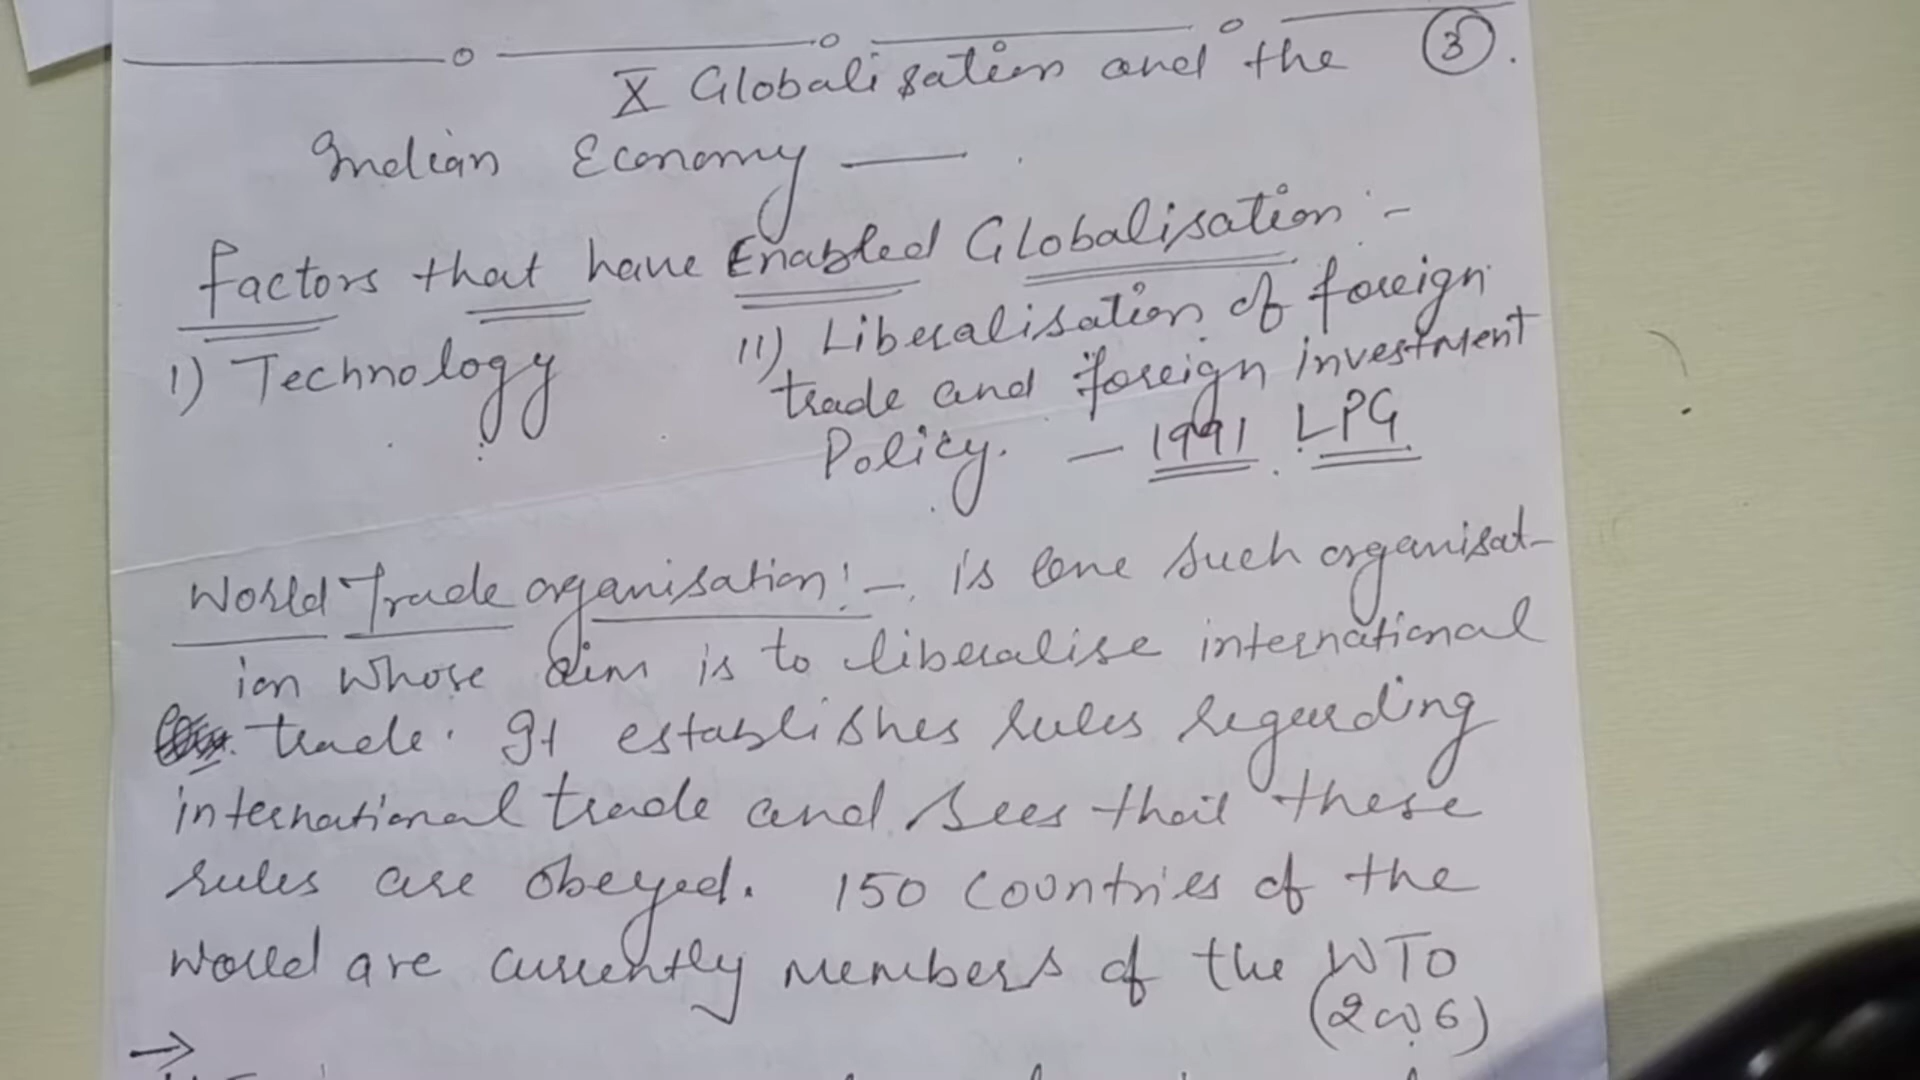 X Globalisation and the (3).
Indian Economy —
factors that have Enabled Globalisation :-
1) Technology
11) Liberalisation of foreign
trade and foreign investment
Policy. - 1991. LPG
World Trade organisation:- is one such organisat-
ion whose aim is to liberalise international
trade. It establishes rules regarding
international trade and sees that these
rules are obeyed. 150 countries of the
world are currently members of the WTO
(2006)
→